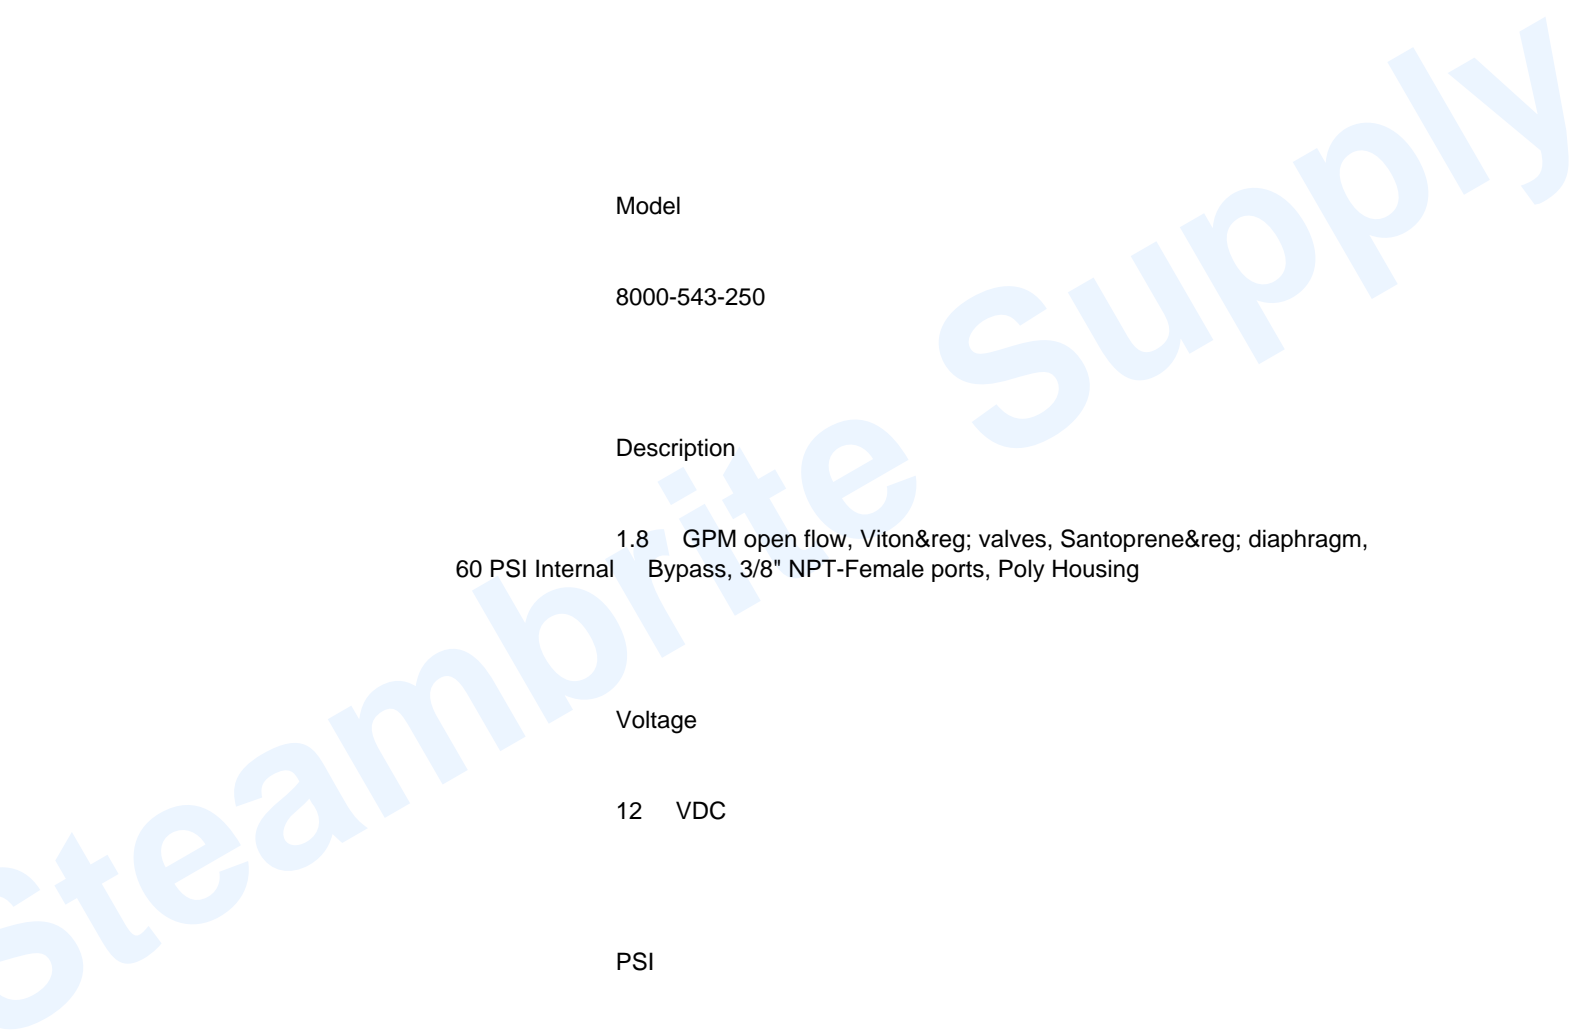 Model
8000-543-250
Description
1.8 GPM open flow, Viton&reg; valves, Santoprene&reg; diaphragm,
60 PSI Internal Bypass, 3/8" NPT-Female ports, Poly Housing
Voltage
12 VDC
PSI
Steambrite Supply